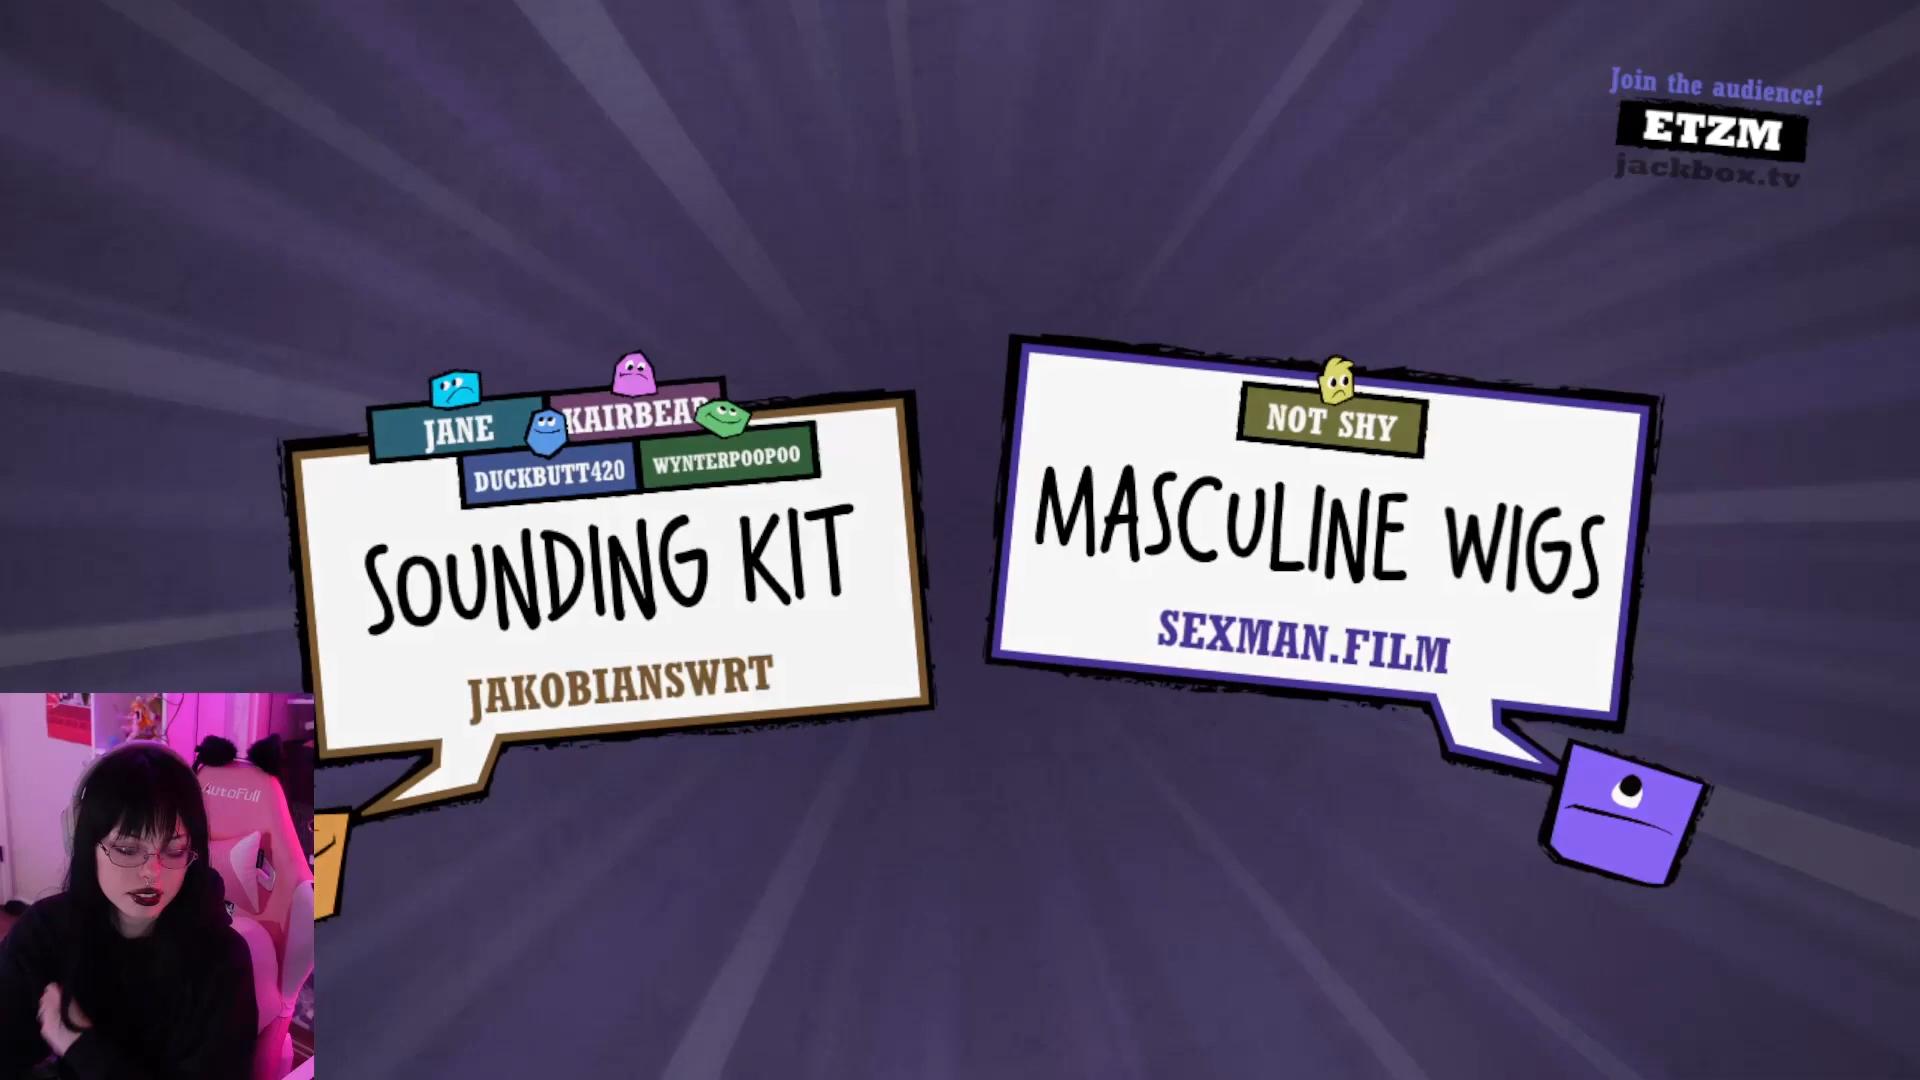 Join the audience!
ETZM
jackbox.tv
JANE
KAIRBEAR
DUCKBUTT420
WYNTERPOOPOO
SOUNDING KIT
JAKOBIANSWRT
NOT SHY
MASCULINE WIGS
SEXMAN.FILM
AutoFull